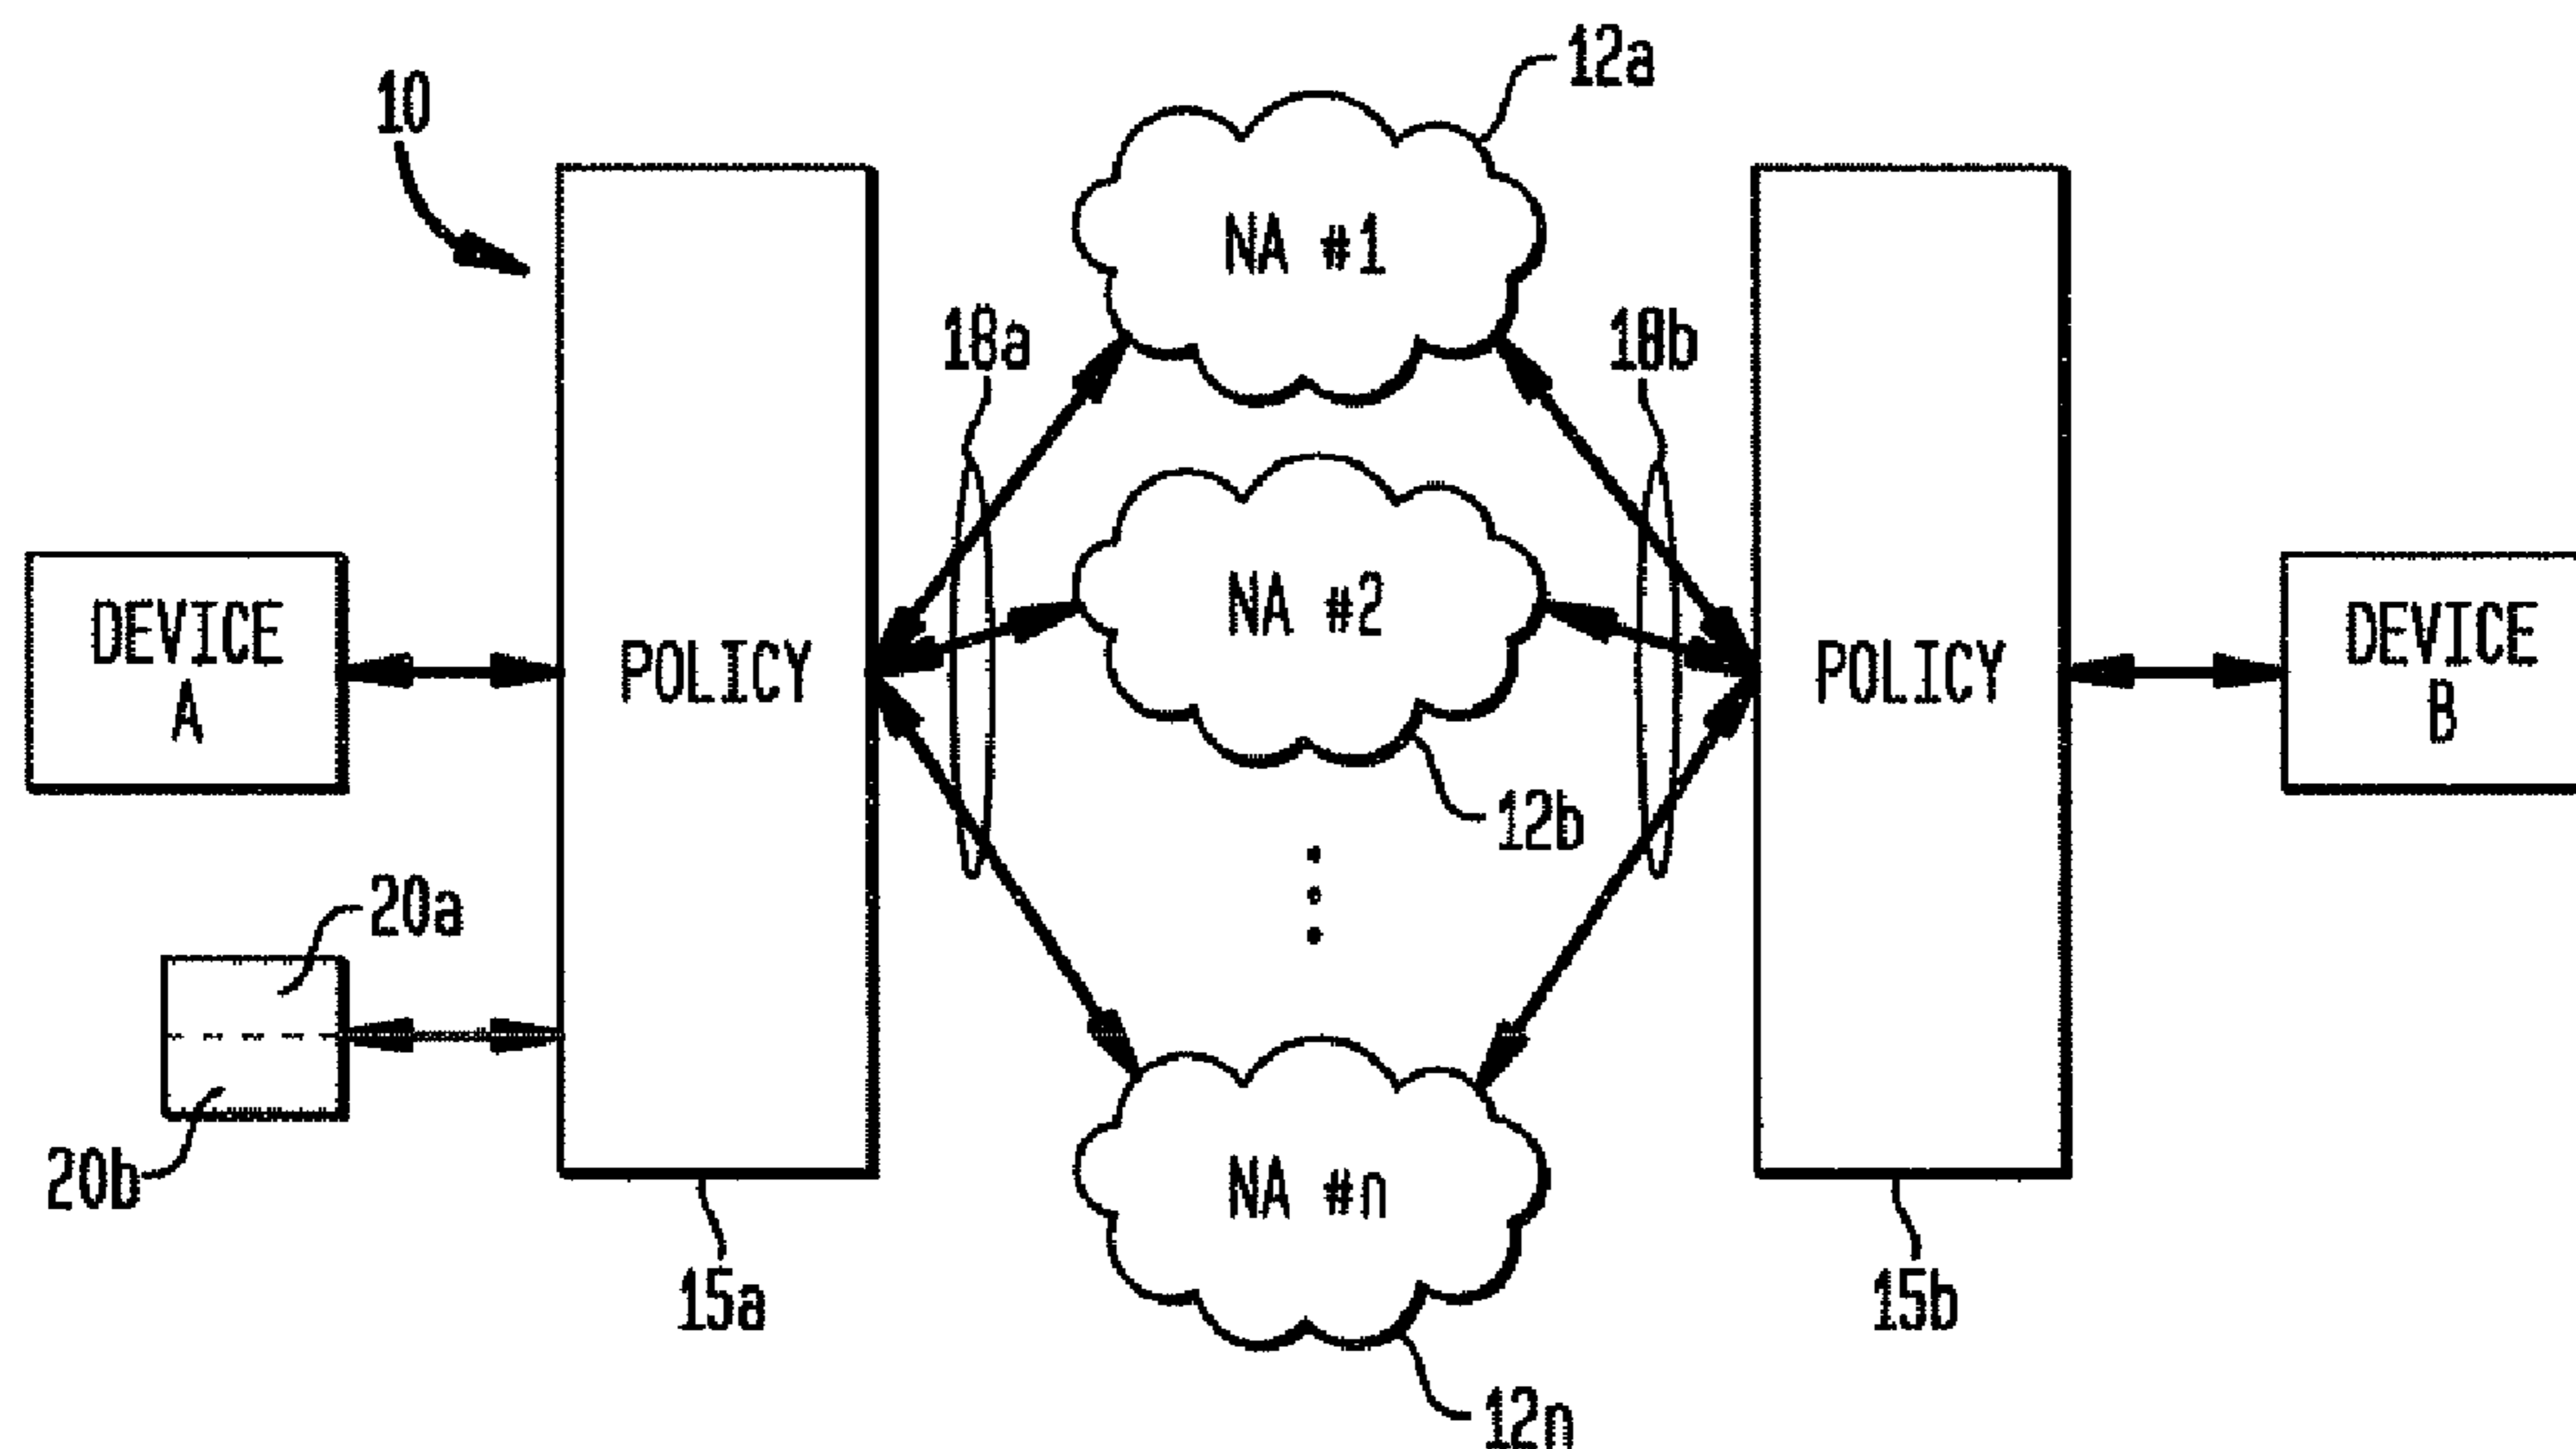 12a
10
NA #1
18a
18b
DEVICE
A
POLICY
NA #2
POLICY
DEVICE
B
12b
20a
20b
NA #n
15a
15b
12n